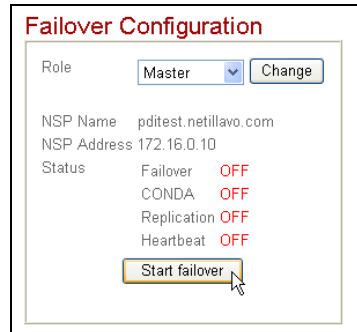 Failover Configuration
Role Master Change
NSP Name pditest.netillavo.com
NSP Address 172.16.0.10
Status Failover OFF
CONDA OFF
Replication OFF
Heartbeat OFF
Start failover